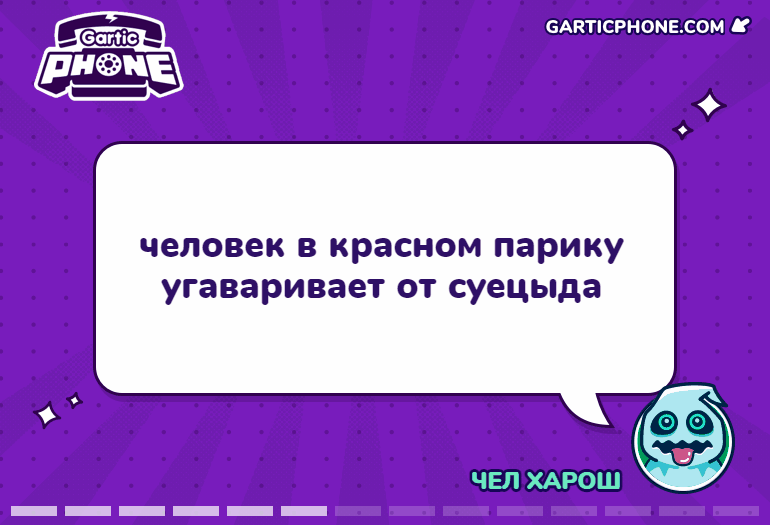 Gartic
PHONE
GARTICPHONE.COM
человек в красном парику
угаваривает от суецыда
ЧЕЛ ХАРОШ